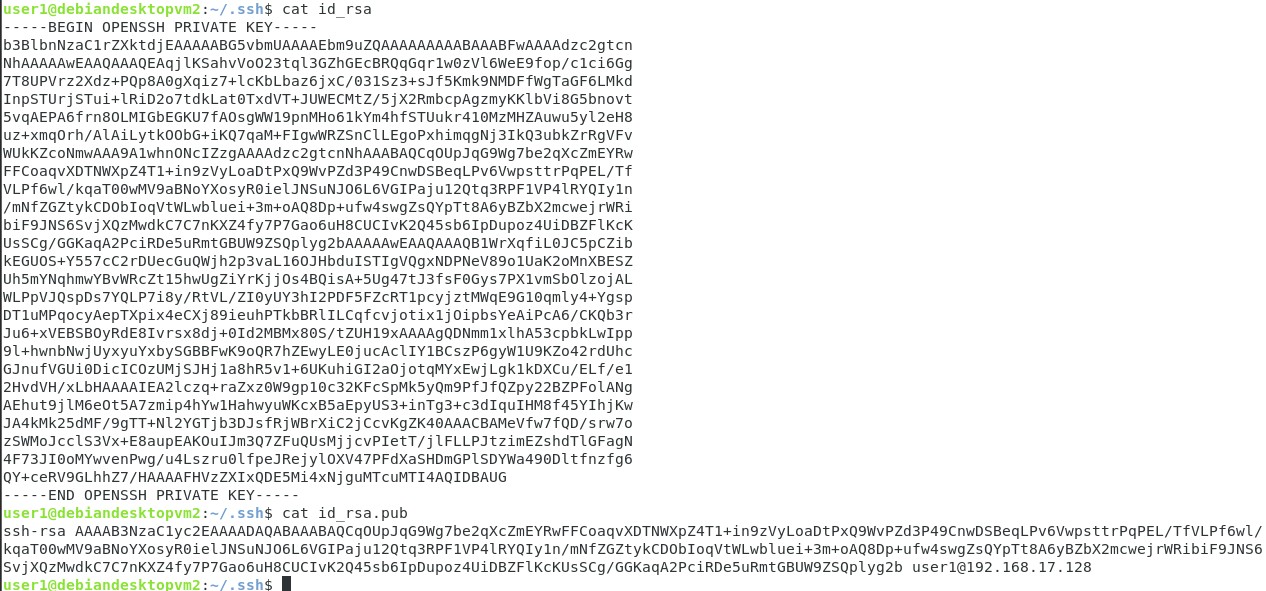 user1@debiandesktopvm2:~/.ssh$ cat id_rsa
-----BEGIN OPENSSH PRIVATE KEY-----
b3BlbnNzaC1rZXktdjEAAAAABG5vbmUAAAAEbm9uZQAAAAAAAAABAAABFwAAAAdzc2gtcn
NhAAAAAwEAAQAAAQEAqjlKSahvVoO23tql3GZhGEcBRQqGqr1w0zVl6WeE9fop/c1ci6Gg
7T8UPVrz2Xdz+PQp8A0gXqiz7+lcKbLbaz6jxC/031Sz3+sJf5Kmk9NMDFfWgTaGF6LMkd
InpSTUrjSTui+lRiD2o7tdkLat0TxdVT+JUWECMtZ/5jX2RmbcpAgzmyKKlbVi8G5bnovt
5vqAEPA6frn8OLMIGbEGKU7fAOsgWW19pnMHo61kYm4hfSTUukr410MzMHZAuwu5yl2eH8
uz+xmqOrh/AlAiLytkOObG+iKQ7qaM+FIgwWRZSnClLEgoPxhimqgNj3IkQ3ubkZrRgVFv
WUkKZcoNmwAAA9A1whnONcIZzgAAAAdzc2gtcnNhAAABAQCqOUpJqG9Wg7be2qXcZmEYRw
FFCoaqvXDTNWXpZ4T1+in9zVyLoaDtPxQ9WvPZd3P49CnwDSBeqLPv6VwpsttrPqPEL/Tf
VLPf6wl/kqaT00wMV9aBNoYXosyR0ielJNSuNJO6L6VGIPaju12Qtq3RPF1VP4lRYQIy1n
/mNfZGZtykCDObIoqVtWLwbluei+3m+oAQ8Dp+ufw4swgZsQYpTt8A6yBZbX2mcwejrWRi
biF9JNS6SvjXQzMwdkC7C7nKXZ4fy7P7Gao6uH8CUCIvK2Q45sb6IpDupoz4UiDBZFlKcK
UsSCg/GGKaqA2PciRDe5uRmtGBUW9ZSQplyg2bAAAAAwEAAQAAAQB1WrXqfiL0JC5pCZib
kEGUOS+Y557cC2rDUecGuQWjh2p3vaL16OJHbduISTIgVQgxNDPNeV89o1UaK2oMnXBESZ
Uh5mYNqhmwYBvWRcZt15hwUgZiYrKjjOs4BQisA+5Ug47tJ3fsF0Gys7PX1vmSbOlzojAL
WLPpVJQspDs7YQLP7i8y/RtVL/ZI0yUY3hI2PDF5FZcRT1pcyjztMWqE9G10qmly4+Ygsp
DT1uMPqocyAepTXpix4eCXj89ieuhPTkbBRlILCqfcvjotix1jOipbsYeAiPcA6/CKQb3r
Ju6+xVEBSBOyRdE8Ivrsx8dj+0Id2MBMx80S/tZUH19xAAAAgQDNmm1xlhA53cpbkLwIpp
9l+hwnbNwjUyxyuYxbySGBBFwK9oQR7hZEwyLE0jucAclIY1BCszP6gyW1U9KZo42rdUhc
GJnufVGUi0DicICOzUMjSJHj1a8hR5v1+6UKuhiGI2aOjotqMYxEwjLgk1kDXCu/ELf/e1
2HvdVH/xLbHAAAAIEA2lczq+raZxz0W9gp10c32KFcSpMk5yQm9PfJfQZpy22BZPFolANg
AEhut9jlM6eOt5A7zmip4hYw1HahwyuWKcxB5aEpyUS3+inTg3+c3dIquIHM8f45YIhjKw
JA4kMk25dMF/9gTT+Nl2YGTjb3DJsfRjWBrXiC2jCcvKgZK40AAACBAMeVfw7fQD/srw7o
zSWMoJcclS3Vx+E8aupEAKOuIJm3Q7ZFuQUsMjjcvPIetT/jlFLLPJtzimEZshdTlGFagN
4F73JI0oMYwvenPwg/u4Lszru0lfpeJRejylOXV47PFdXaSHDmGPlSDYWa490Dltfnzfg6
QY+ceRV9GLhhZ7/HAAAAFHVzZXIxQDE5Mi4xNjguMTcuMTI4AQIDBAUG
-----END OPENSSH PRIVATE KEY-----
user1@debiandesktopvm2:~/.ssh$ cat id_rsa.pub
ssh-rsa AAAAB3NzaC1yc2EAAAADAQABAAABAQCqOUpJqG9Wg7be2qXcZmEYRwFFCoaqvXDTNWXpZ4T1+in9zVyLoaDtPxQ9WvPZd3P49CnwDSBeqLPv6VwpsttrPqPEL/TfVLPf6wl/
kqaT00wMV9aBNoYXosyR0ielJNSuNJO6L6VGIPaju12Qtq3RPF1VP4lRYQIy1n/mNfZGZtykCDObIoqVtWLwbluei+3m+oAQ8Dp+ufw4swgZsQYpTt8A6yBZbX2mcwejrWRibiF9JNS6
SvjXQzMwdkC7C7nKXZ4fy7P7Gao6uH8CUCIvK2Q45sb6IpDupoz4UiDBZFlKcKUsSCg/GGKaqA2PciRDe5uRmtGBUW9ZSQplyg2b user1@192.168.17.128
user1@debiandesktopvm2:~/.ssh$